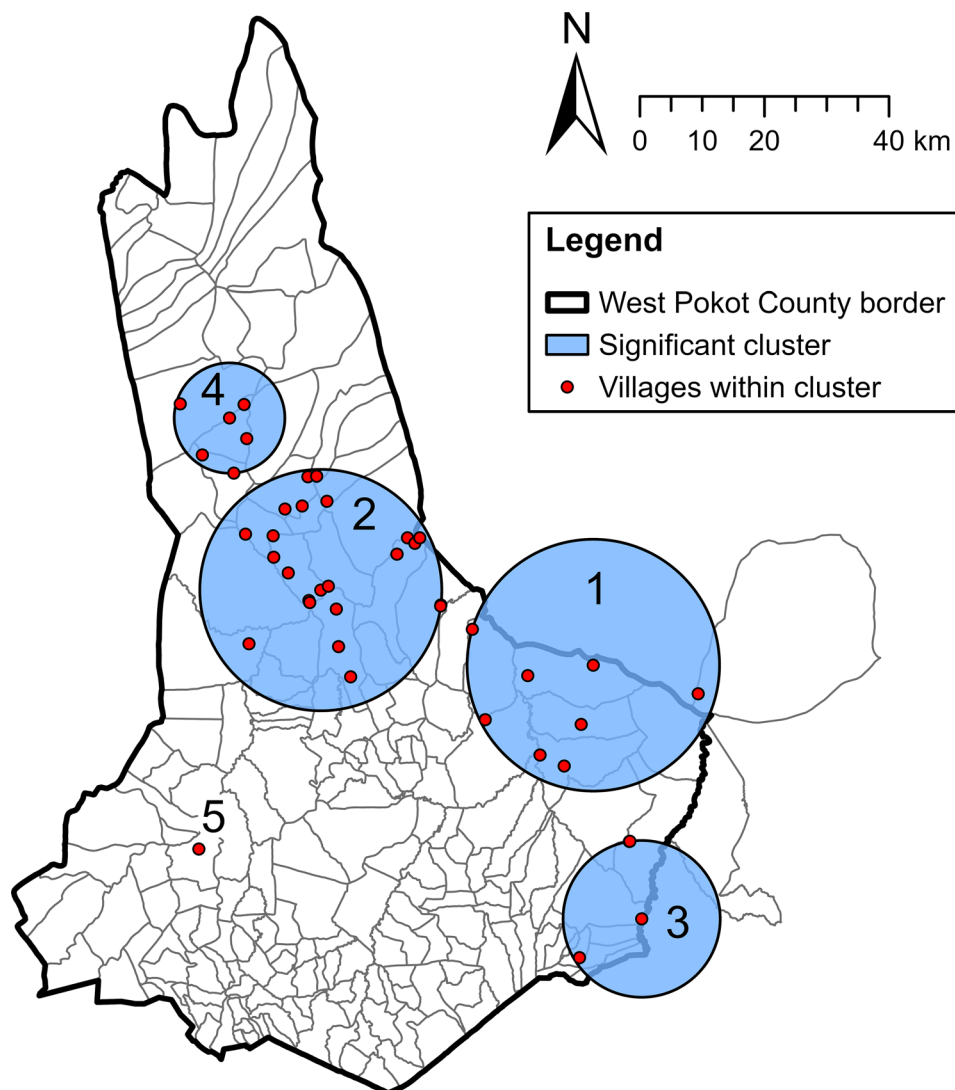 N
0 10 20 40 km
Legend
West Pokot County border
Significant cluster
Villages within cluster
4
2
1
5
3